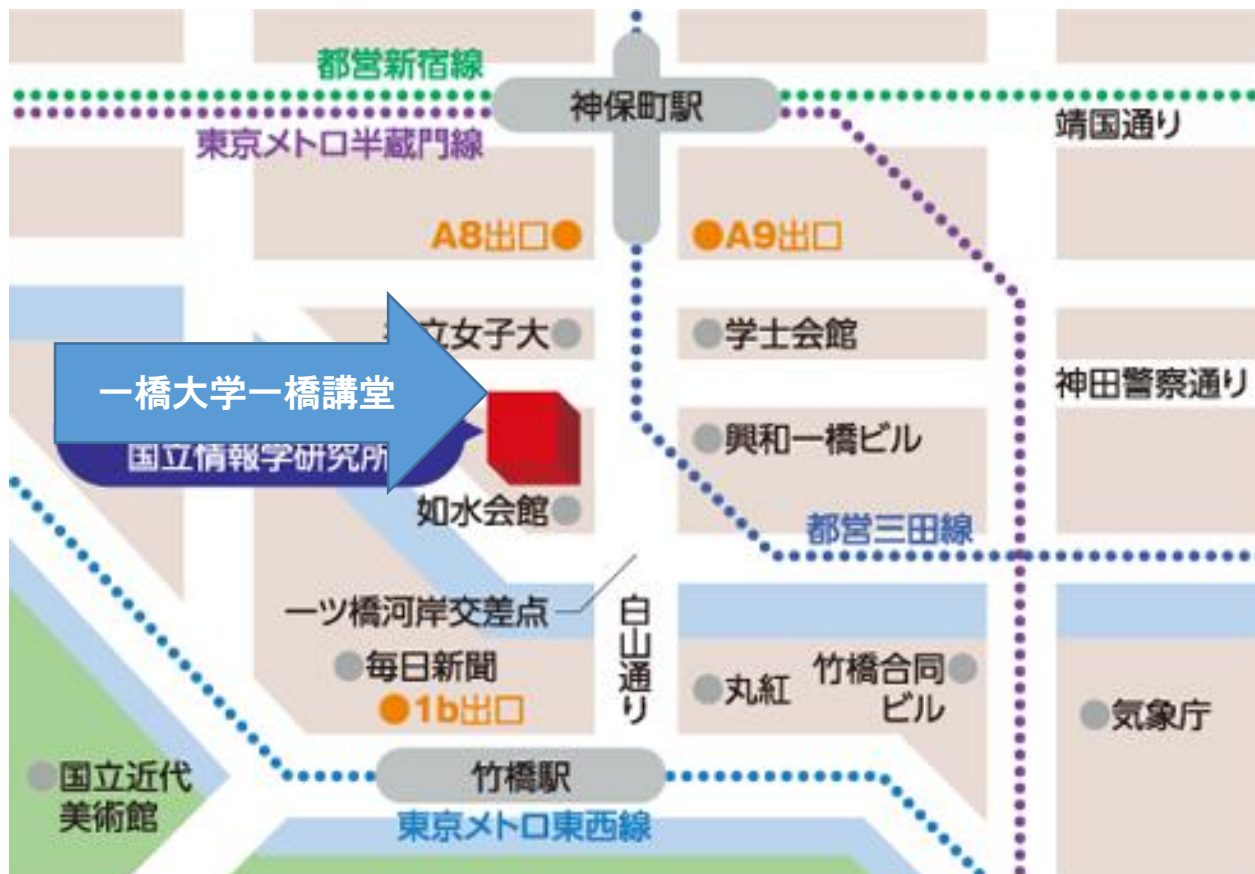 都営新宿線
神保町駅
靖国通り
東京メトロ半蔵門線
A8出口
A9出口
立女子大
学士会館
神田警察通り
一橋大学一橋講堂
国立情報学研究所
興和一橋ビル
如水会館
都営三田線
一ツ橋河岸交差点
白山通り
毎日新聞
1b出口
丸紅
竹橋合同
ビル
気象庁
国立近代
美術館
竹橋駅
東京メトロ東西線